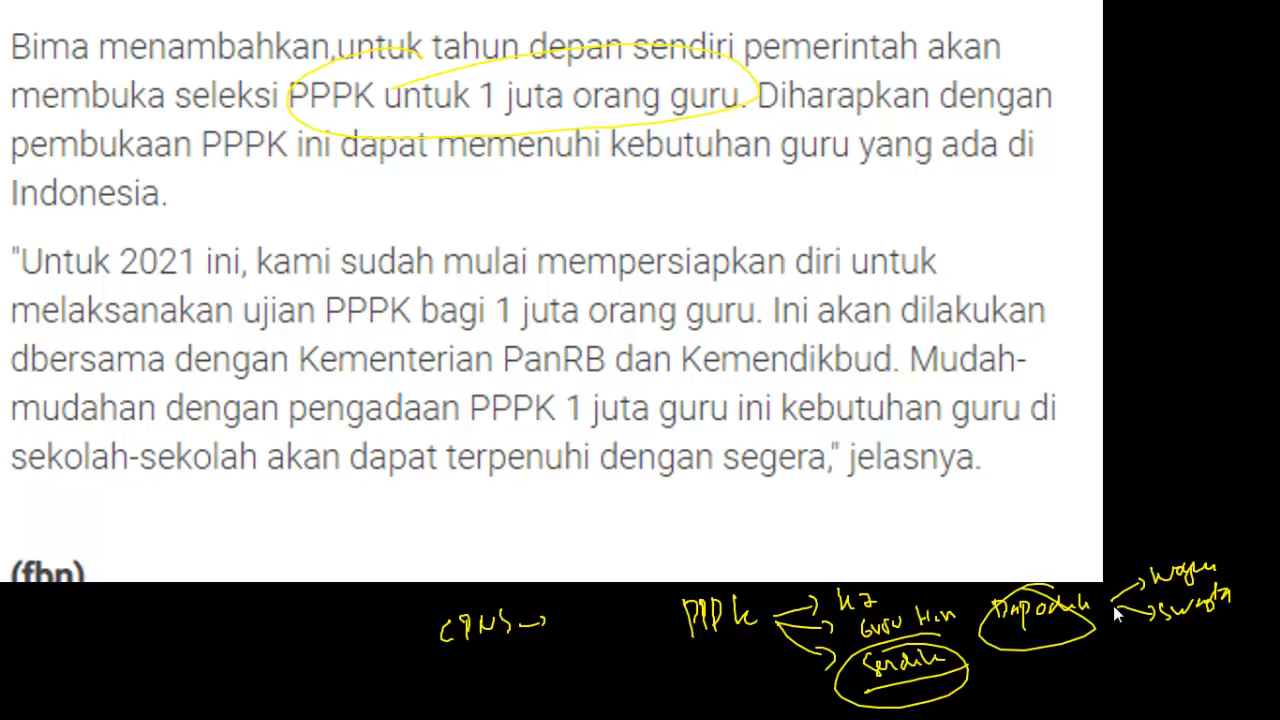 Bima menambahkan,untuk tahun depan sendiri pemerintah akan
membuka seleksi PPPK untuk 1 juta orang guru. Diharapkan dengan
pembukaan PPPK ini dapat memenuhi kebutuhan guru yang ada di
Indonesia.
"Untuk 2021 ini, kami sudah mulai mempersiapkan diri untuk
melaksanakan ujian PPPK bagi 1 juta orang guru. Ini akan dilakukan
dbersama dengan Kementerian PanRB dan Kemendikbud. Mudah-
mudahan dengan pengadaan PPPK 1 juta guru ini kebutuhan guru di
sekolah-sekolah akan dapat terpenuhi dengan segera," jelasnya.
(fbn)
CPNS
PPPK
K2
Guru Hon
Serdik
Dapodik
Swasta